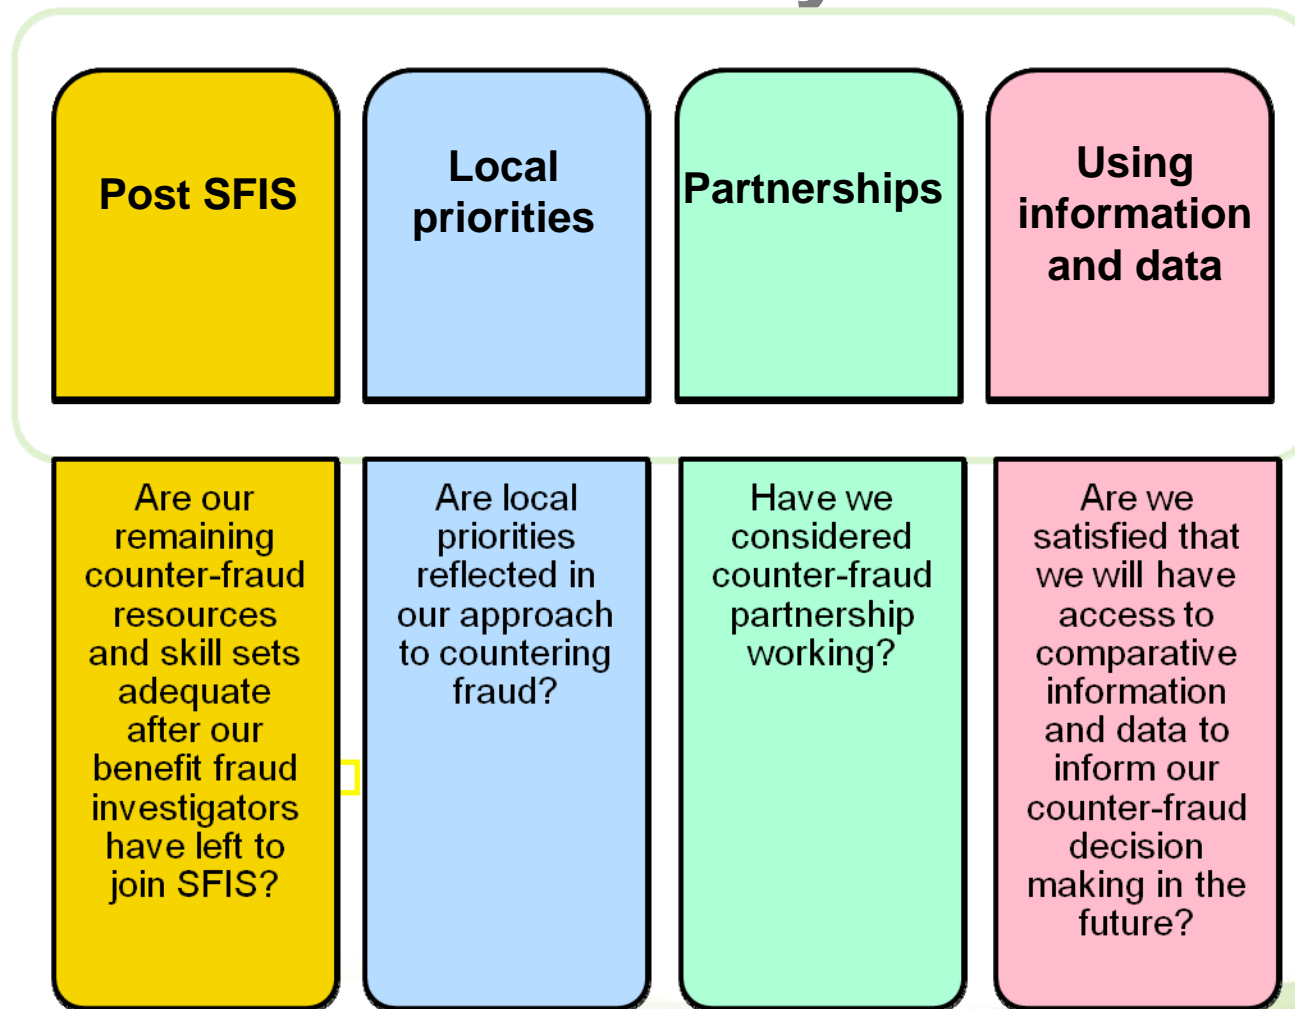 Post SFIS
Local
priorities
Partnerships
Using
information
and data
Are our
remaining
counter-fraud
resources
and skill sets
adequate
after our
benefit fraud
investigators
have left to
join SFIS?
Are local
priorities
reflected in
our approach
to countering
fraud?
Have we
considered
counter-fraud
partnership
working?
Are we
satisfied that
we will have
access to
comparative
information
and data to
inform our
counter-fraud
decision
making in the
future?